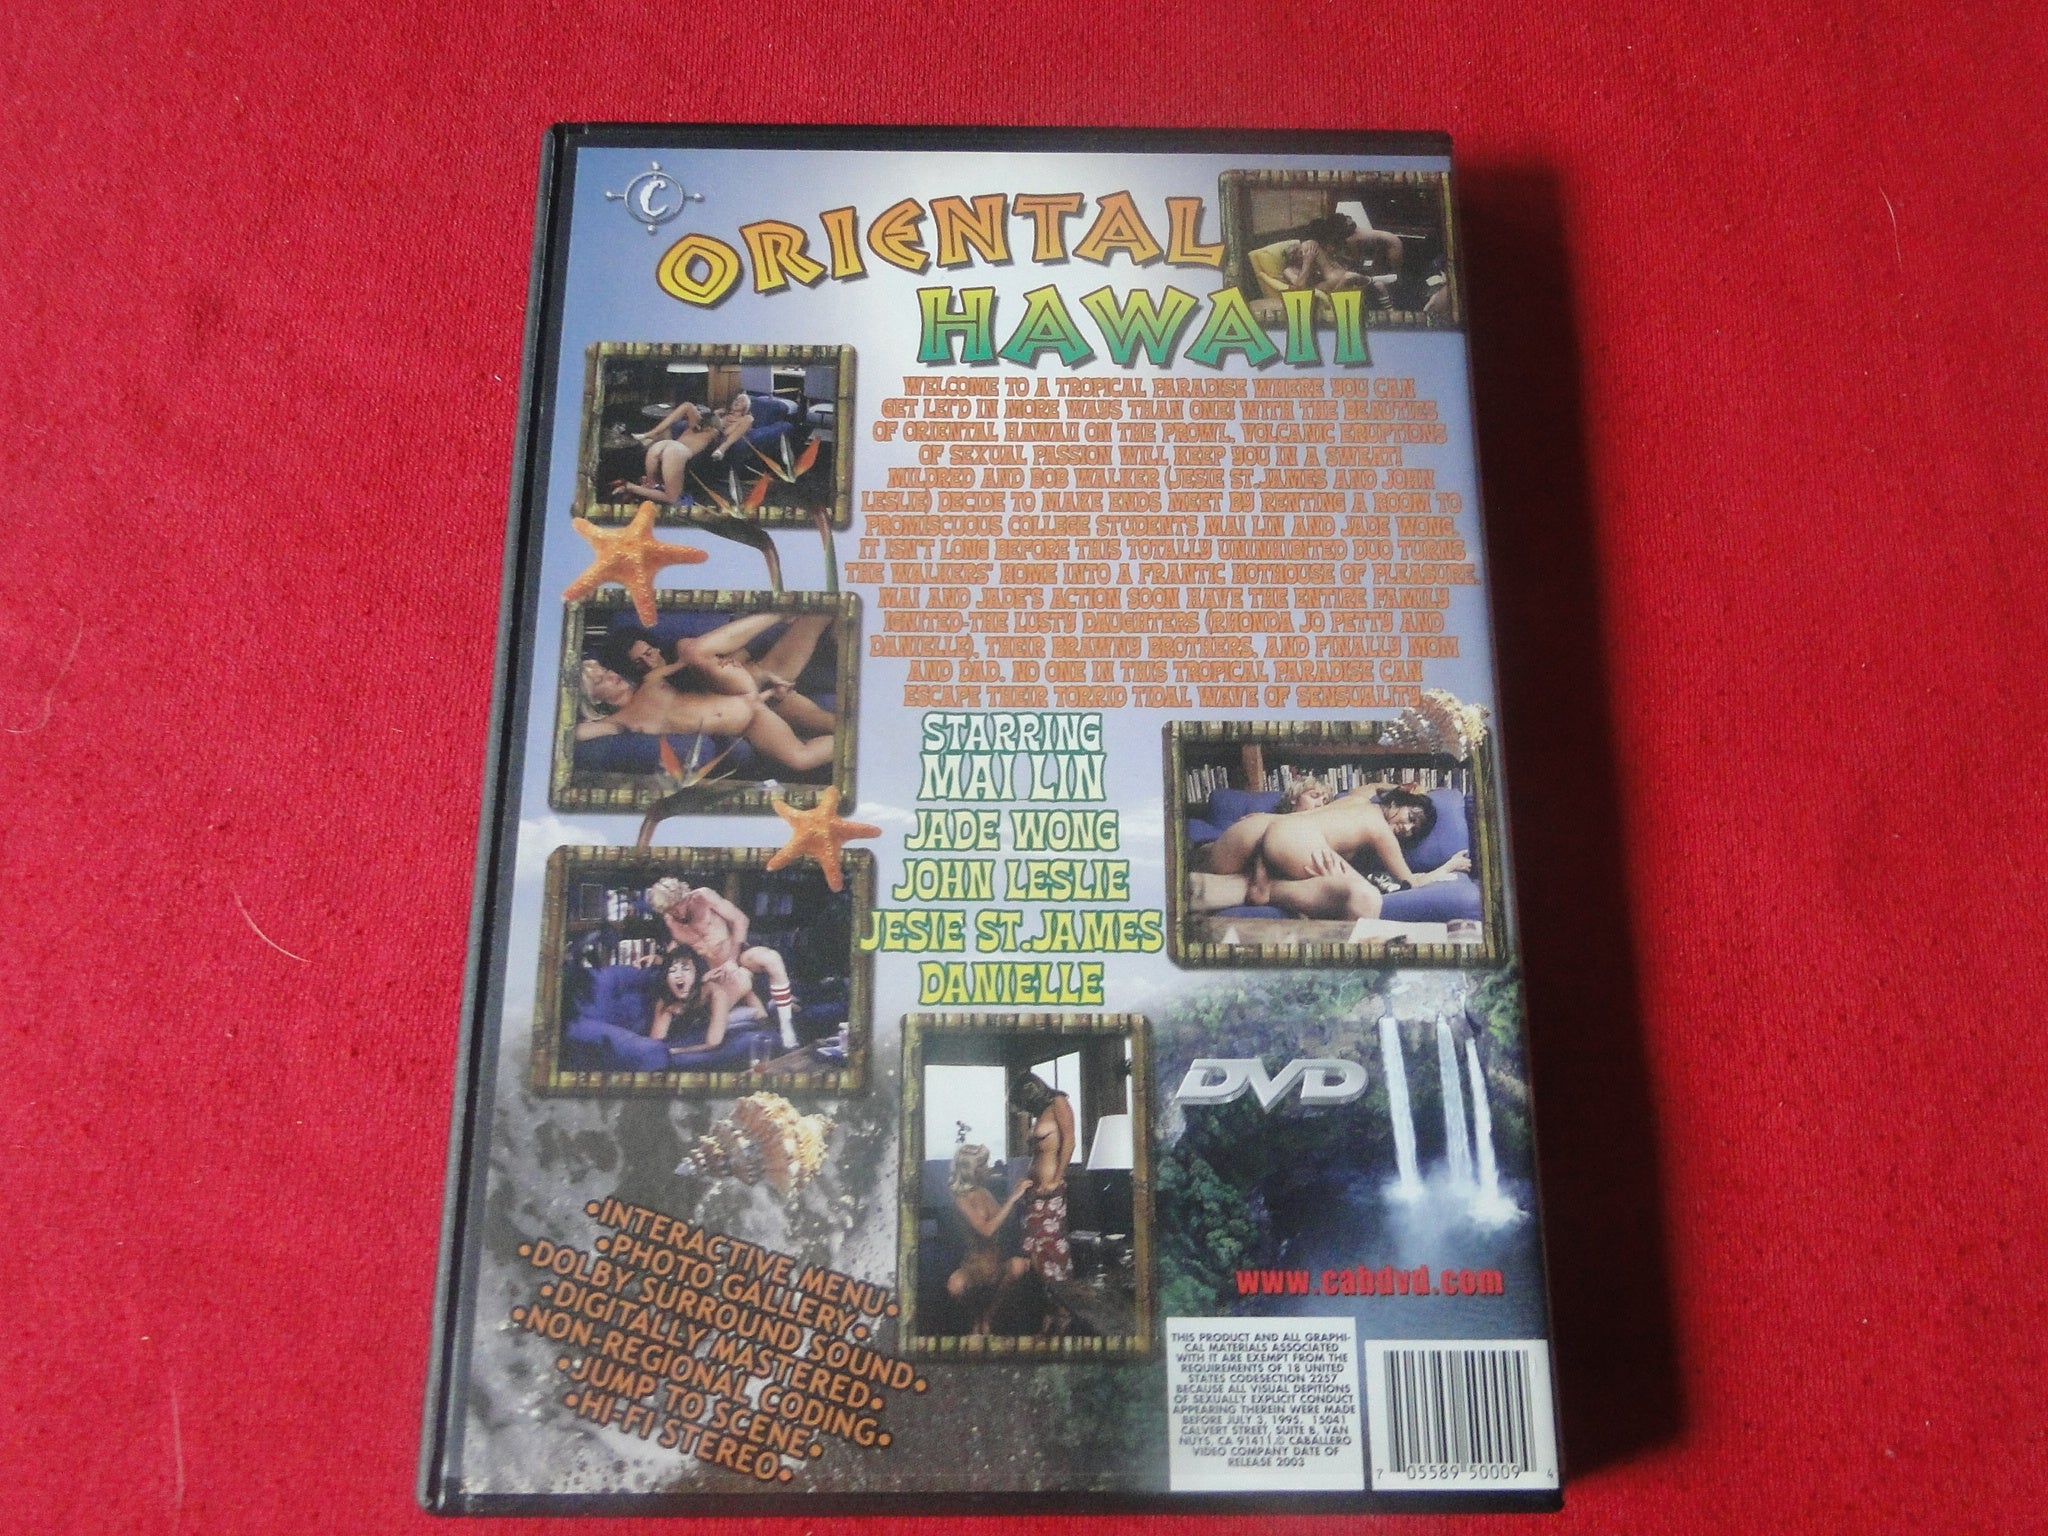 C
ORIENTAL
HAWAII
WELCOME TO A TROPICAL PARADISE WHERE YOU CAN
GET LEI'D IN MORE WAYS THAN ONE! WITH THE BEAUTIES
OF ORIENTAL HAWAII ON THE PROWL, VOLCANIC ERUPTIONS
OF SEXUAL PASSION WILL KEEP YOU IN A SWEAT!
MILDRED AND BOB WALKER (JESIE ST.JAMES AND JOHN
LESLIE) DECIDE TO MAKE ENDS MEET BY RENTING A ROOM TO
PROMISCUOUS COLLEGE STUDENTS MAI LIN AND JADE WONG.
IT ISN'T LONG BEFORE THIS TOTALLY UNINHIBITED DUO TURNS
THE WALKERS' HOME INTO A FRANTIC HOTHOUSE OF PLEASURE.
MAI AND JADE'S ACTION SOON HAVE THE ENTIRE FAMILY
IGNITED-THE LUSTY DAUGHTERS (RHONDA JO PETTY AND
DANIELLE), THEIR BRAWNY BROTHERS, AND FINALLY MOM
AND DAD. NO ONE IN THIS TROPICAL PARADISE CAN
ESCAPE THEIR TORRID TIDAL WAVE OF SENSUALITY.
STARRING
MAI LIN
JADE WONG
JOHN LESLIE
JESIE ST.JAMES
DANIELLE
DVD
•INTERACTIVE MENU•
•PHOTO GALLERY•
•DOLBY SURROUND SOUND•
•DIGITALLY MASTERED•
•NON-REGIONAL CODING•
•JUMP TO SCENE•
•HI-FI STEREO•
www.cabdvd.com
THIS PRODUCT AND ALL GRAPHI-
CAL MATERIALS ASSOCIATED
WITH IT ARE EXEMPT FROM THE
REQUIREMENTS OF 18 UNITED
STATES CODESECTION 2257
BECAUSE ALL VISUAL DEPITIONS
OF SEXUALLY EXPLICIT CONDUCT
APPEARING THEREIN WERE MADE
BEFORE JULY 3, 1995. 15041
CALVERT STREET, SUITE B, VAN
NUYS, CA 91411.© CABALLERO
VIDEO COMPANY DATE OF
RELEASE 2003
7 05589 50009 4